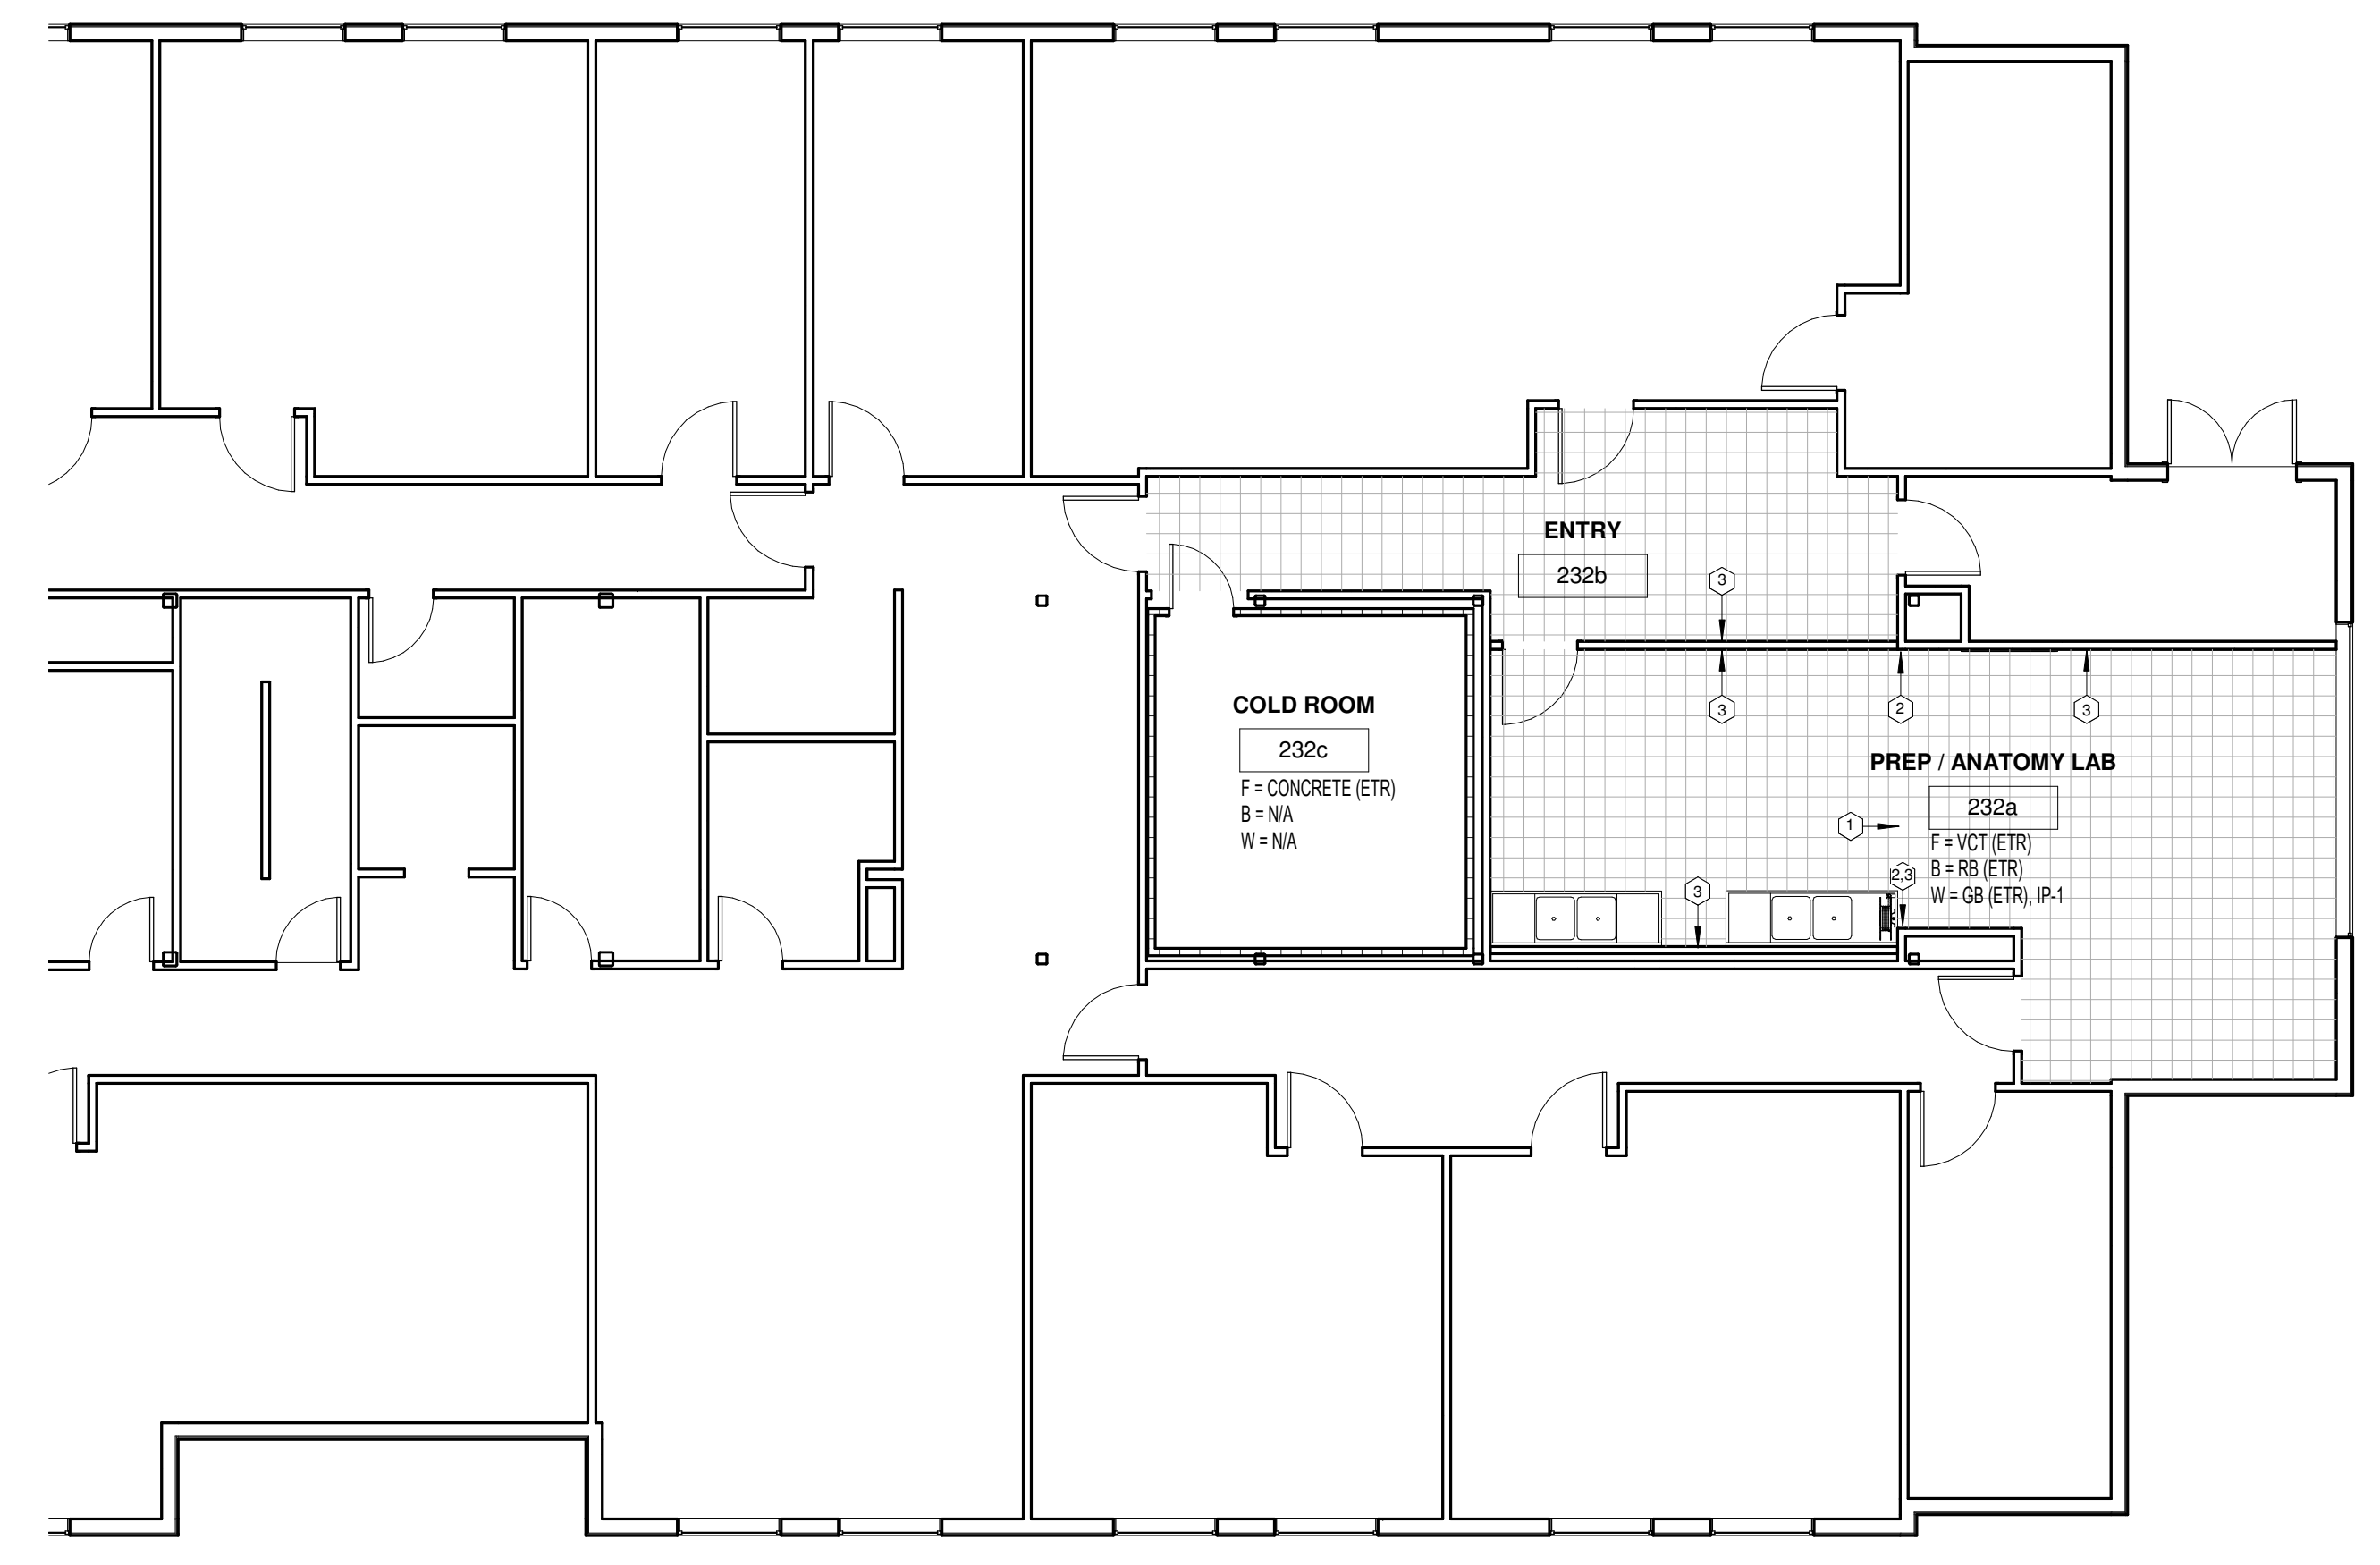 ENTRY
232b
3
3
2
3
COLD ROOM
232c
F = CONCRETE (ETR)
B = N/A
W = N/A
PREP / ANATOMY LAB
232a
F = VCT (ETR)
B = RB (ETR)
W = GB (ETR), IP-1
1
2,3
3